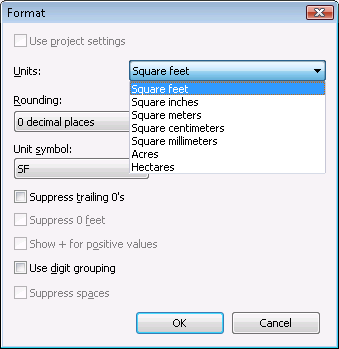 Format
Use project settings
Units:
Square feet
Square feet
Square inches
Square meters
Square centimeters
Square millimeters
Acres
Hectares
Rounding:
0 decimal places
Unit symbol:
SF
Suppress trailing 0's
Suppress 0 feet
Show + for positive values
Use digit grouping
Suppress spaces
OK
Cancel